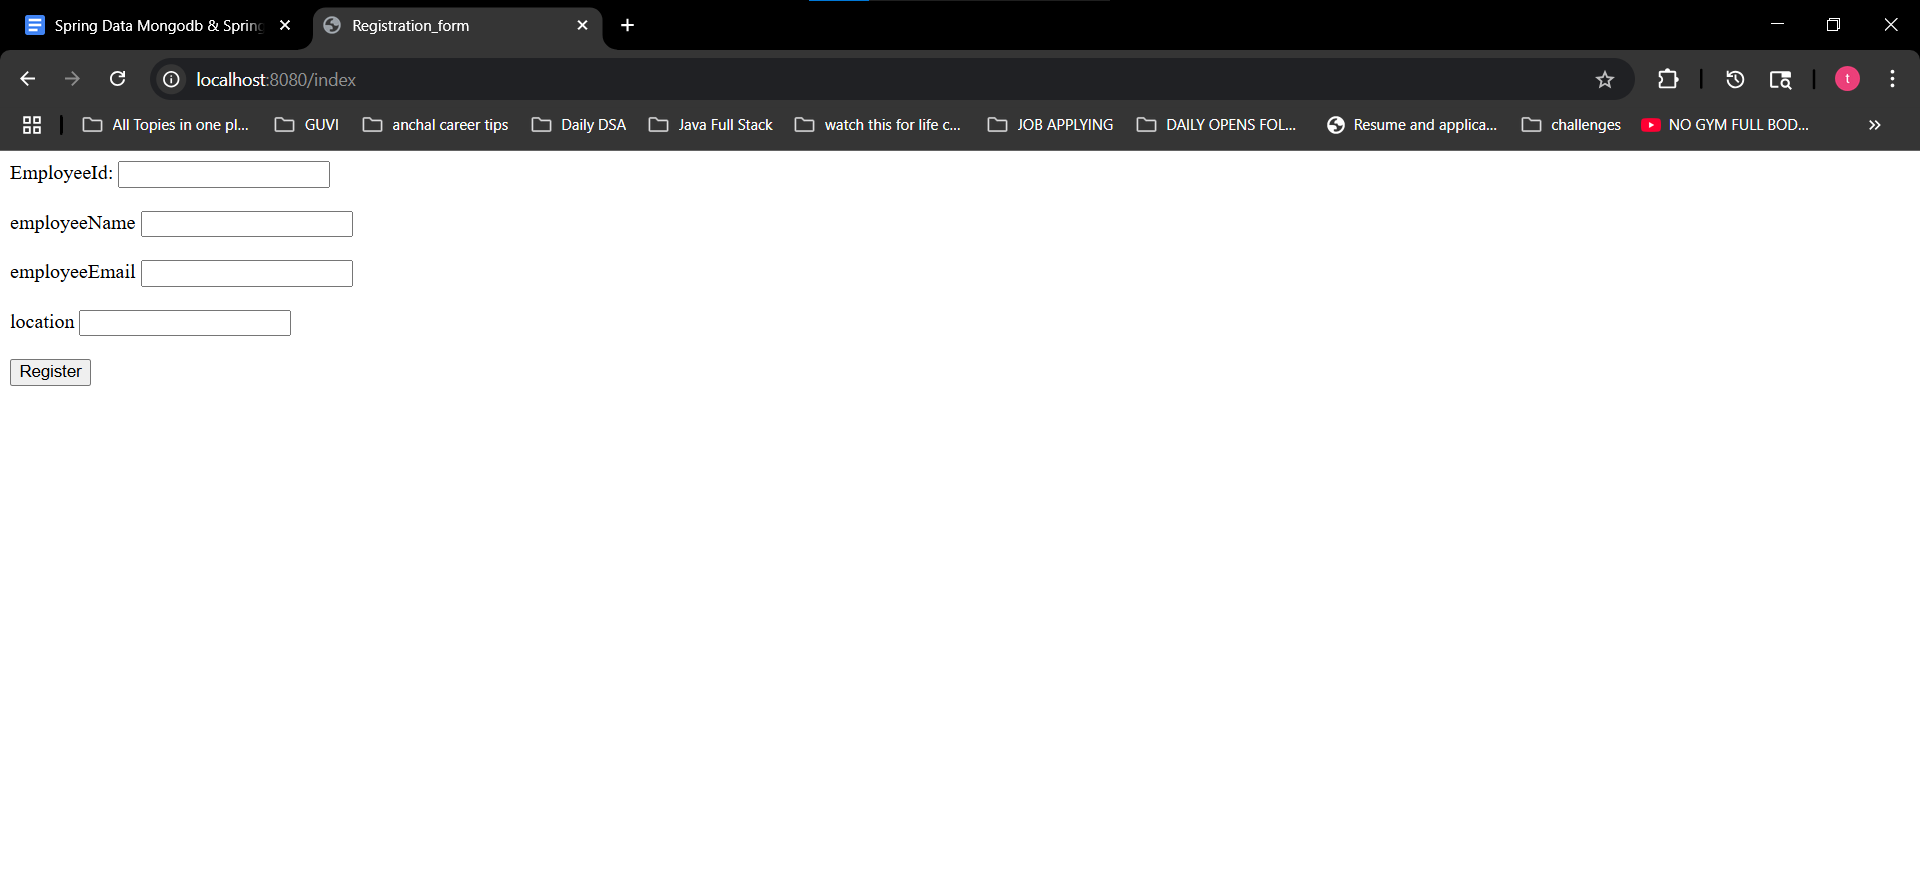 Spring Data Mongodb & Spring
Registration_form
localhost:8080/index
t
All Topies in one pl...
GUVI
anchal career tips
Daily DSA
Java Full Stack
watch this for life c...
JOB APPLYING
DAILY OPENS FOL...
Resume and applica...
challenges
NO GYM FULL BOD...
EmployeeId:
employeeName
employeeEmail
location
Register